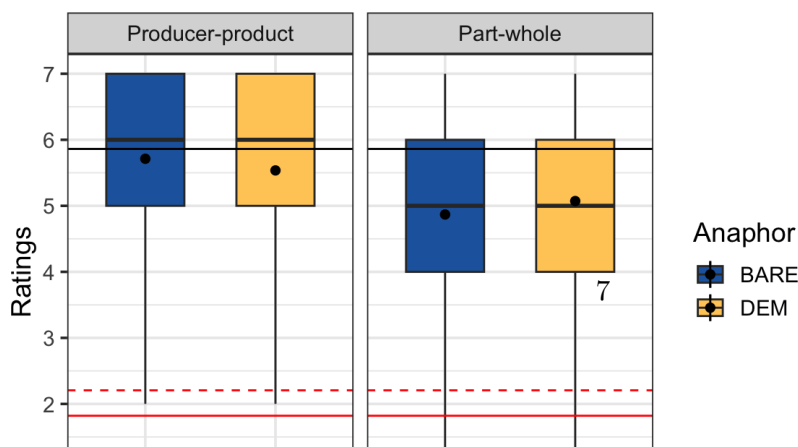 Producer-product
Part-whole
7
6
5
4
3
2
Ratings
7
Anaphor
BARE
DEM